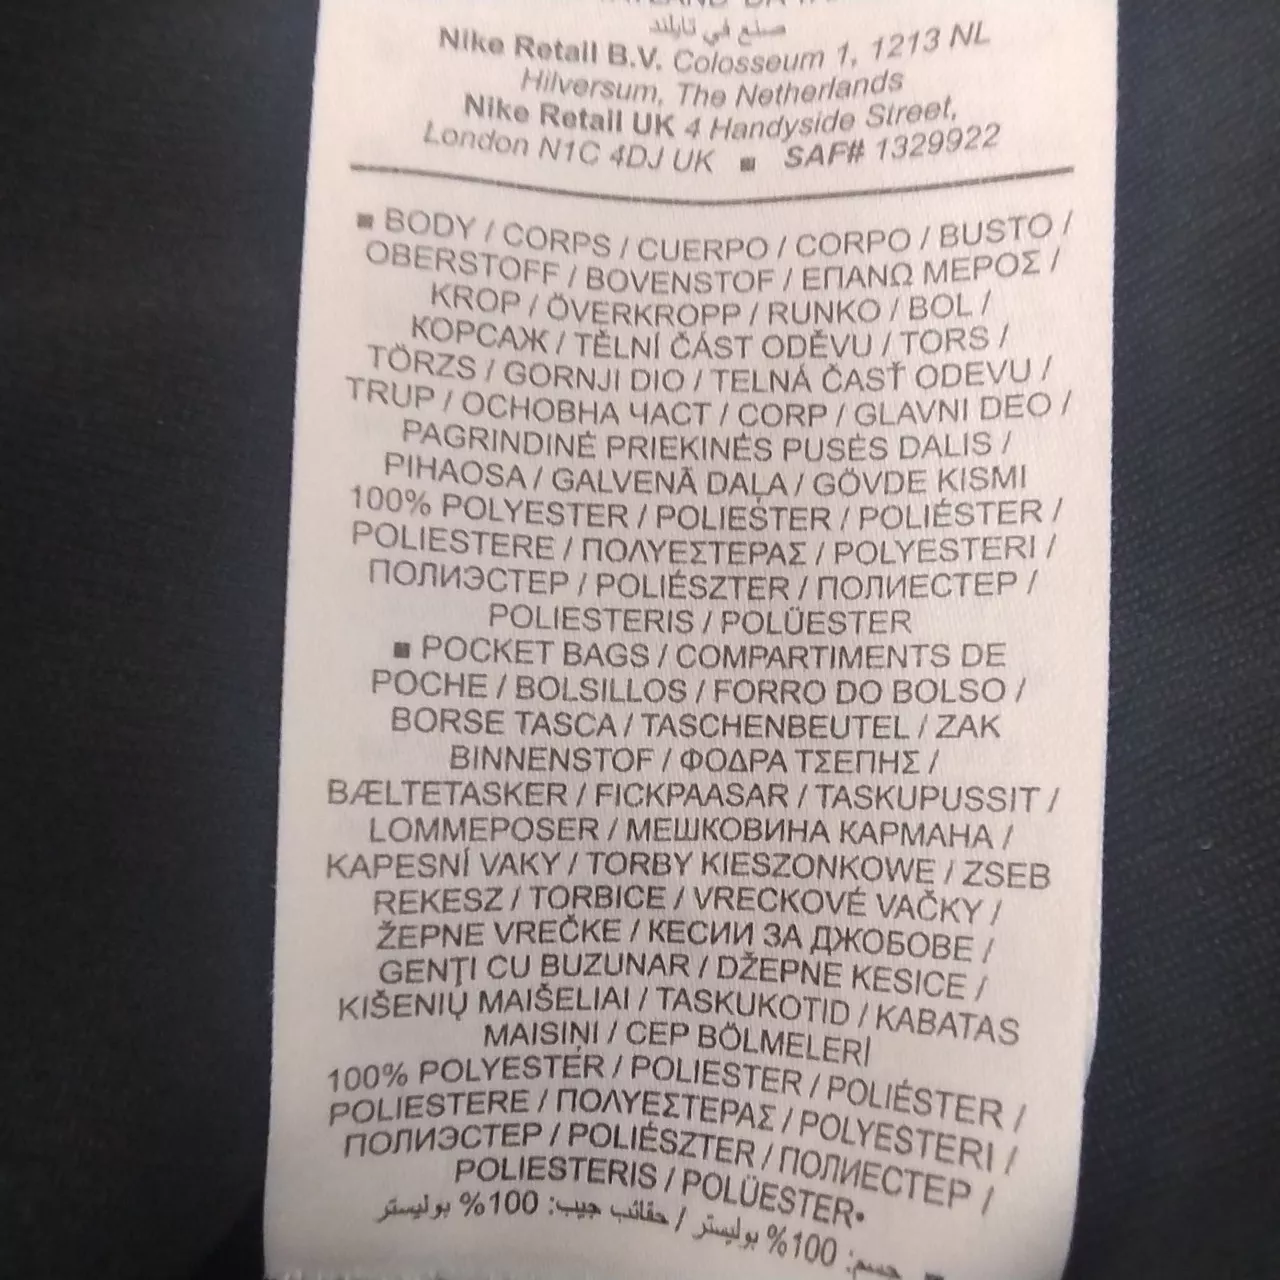 صنع في تايلند
Nike Retail B.V. Colosseum 1, 1213 NL
Hilversum, The Netherlands
Nike Retail UK 4 Handyside Street,
London N1C 4DJ UK ■ SAF# 1329922
■ BODY / CORPS / CUERPO / CORPO / BUSTO /
OBERSTOFF / BOVENSTOF / ΕΠΑΝΩ ΜΕΡΟΣ /
KROP / ÖVERKROPP / RUNKO / BOL /
КОРСАЖ / TĚLNÍ ČÁST ODĚVU / TORS /
TÖRZS / GORNJI DIO / TELNÁ ČASŤ ODEVU /
TRUP / ОСНОВНА ЧАСТ / CORP / GLAVNI DEO /
PAGRINDINĖ PRIEKINĖS PUSĖS DALIS /
PIHAOSA / GALVENĀ DAĻA / GÖVDE KISMI
100% POLYESTER / POLIESTER / POLIÉSTER /
POLIESTERE / ΠΟΛΥΕΣΤΕΡΑΣ / POLYESTERI /
ПОЛИЭСТЕР / POLIÉSZTER / ПОЛИЕСТЕР /
POLIESTERIS / POLÜESTER
■ POCKET BAGS / COMPARTIMENTS DE
POCHE / BOLSILLOS / FORRO DO BOLSO /
BORSE TASCA / TASCHENBEUTEL / ZAK
BINNENSTOF / ΦΟΔΡΑ ΤΣΕΠΗΣ /
BÆLTETASKER / FICKPAASAR / TASKUPUSSIT /
LOMMEPOSER / МЕШКОВИНА КАРМАНА /
KAPESNÍ VAKY / TORBY KIESZONKOWE / ZSEB
REKESZ / TORBICE / VRECKOVÉ VAČKY /
ŽEPNE VREČKE / КЕСИИ ЗА ДЖОБОВЕ /
GENŢI CU BUZUNAR / DŽEPNE KESICE /
KIŠENIŲ MAIŠELIAI / TASKUKOTID / KABATAS
MAISIŅI / CEP BÖLMELERİ
100% POLYESTER / POLIESTER / POLIÉSTER /
POLIESTERE / ΠΟΛΥΕΣΤΕΡΑΣ / POLYESTERI /
ПОЛИЭСТЕР / POLIÉSZTER / ПОЛИЕСТЕР /
POLIESTERIS / POLÜESTER•
جسم: 100% بوليستر / حقائب جيب: 100% بوليستر